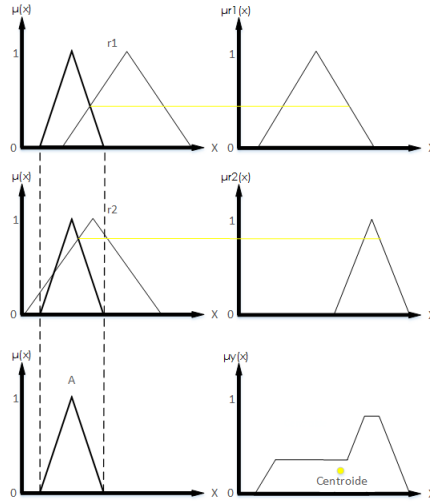 μ(x)
r1
1
0
X
μr1(x)
1
0
X
μ(x)
r2
1
0
X
μr2(x)
1
0
X
μ(x)
A
1
0
X
μy(x)
1
Centroide
0
X